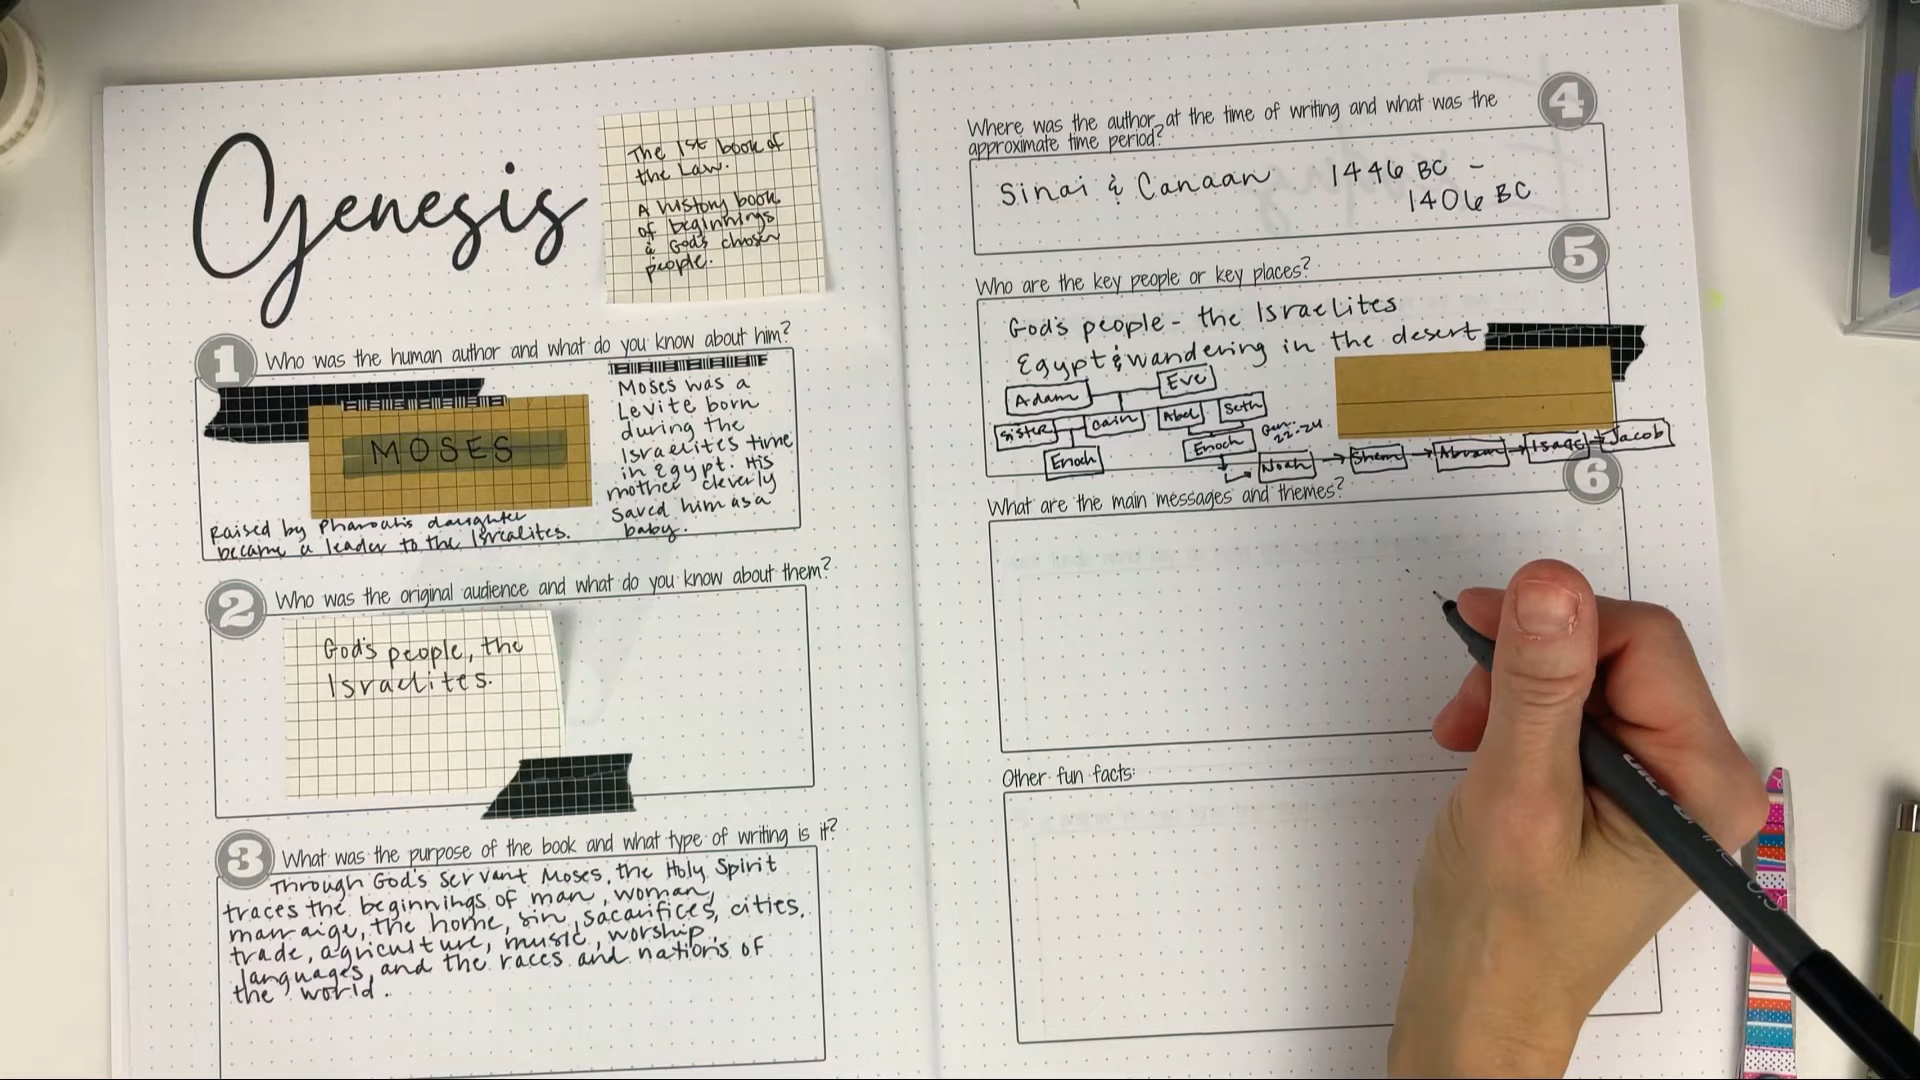 Genesis
The 1st book of
the Law.
A history book
of beginnings
& God's chosen
people.
1
Who was the human author and what do you know about him?
MOSES
Moses was a
Levite born
during the
Israelites time
in Egypt. His
mother cleverly
saved him as a
baby.
Raised by Pharoah's daughter
became a leader to the Isrealites.
2
Who was the original audience and what do you know about them?
God's people, the
Israelites.
3
What was the purpose of the book and what type of writing is it?
Through God's servant Moses, the Holy Spirit
traces the beginnings of man, woman,
marraige, the home, sin, sacarifices, cities,
trade, agriculture, music, worship,
languages, and the races and nations of
the world.
4
Where was the author at the time of writing and what was the
approximate time period?
Sinai & Canaan 1446 BC -
1406 BC
5
Who are the key people or key places?
God's people - the Israelites
Egypt & wandering in the desert
Adam Eve
Sister Cain Abel Seth
Enoch Enoch Gen.
22-24
Noah Shem Abram Isaac Jacob
6
What are the main messages and themes?
Other fun facts: